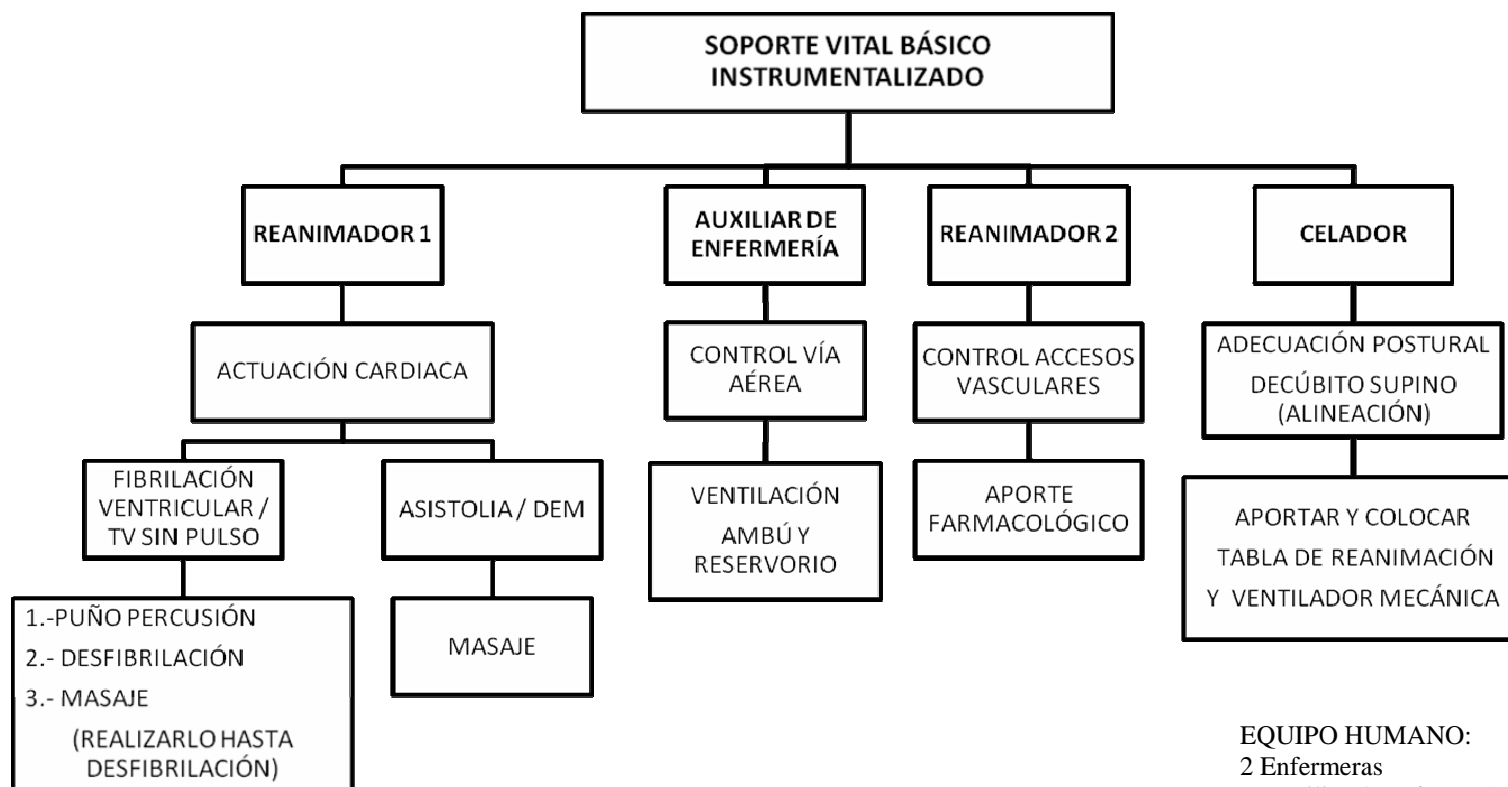 SOPORTE VITAL BÁSICO
INSTRUMENTALIZADO
REANIMADOR 1
AUXILIAR DE
ENFERMERÍA
REANIMADOR 2
CELADOR
ACTUACIÓN CARDIACA
CONTROL VÍA
AÉREA
CONTROL ACCESOS
VASCULARES
ADECUACIÓN POSTURAL
DECÚBITO SUPINO
(ALINEACIÓN)
FIBRILACIÓN
VENTRICULAR /
TV SIN PULSO
ASISTOLIA / DEM
VENTILACIÓN
AMBÚ Y
RESERVORIO
APORTE
FARMACOLÓGICO
APORTAR Y COLOCAR
TABLA DE REANIMACIÓN
Y VENTILADOR MECÁNICA
1.-PUÑO PERCUSIÓN
2.- DESFIBRILACIÓN
3.- MASAJE
(REALIZARLO HASTA
DESFIBRILACIÓN)
MASAJE
EQUIPO HUMANO:
2 Enfermeras